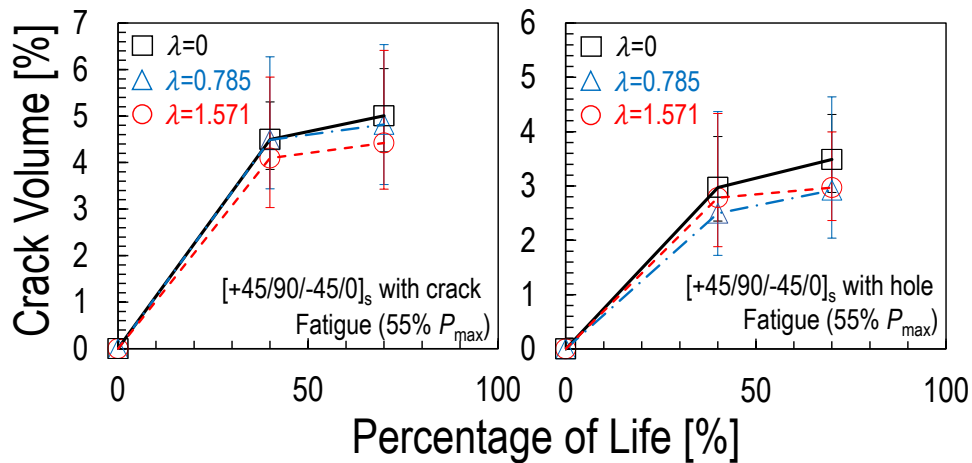 Crack Volume [%]
7
6
5
4
3
2
1
0
λ=0
λ=0.785
λ=1.571
[+45/90/-45/0]s with crack
Fatigue (55% Pmax)
0
50
100
6
5
4
3
2
1
0
λ=0
λ=0.785
λ=1.571
[+45/90/-45/0]s with hole
Fatigue (55% Pmax)
0
50
100
Percentage of Life [%]